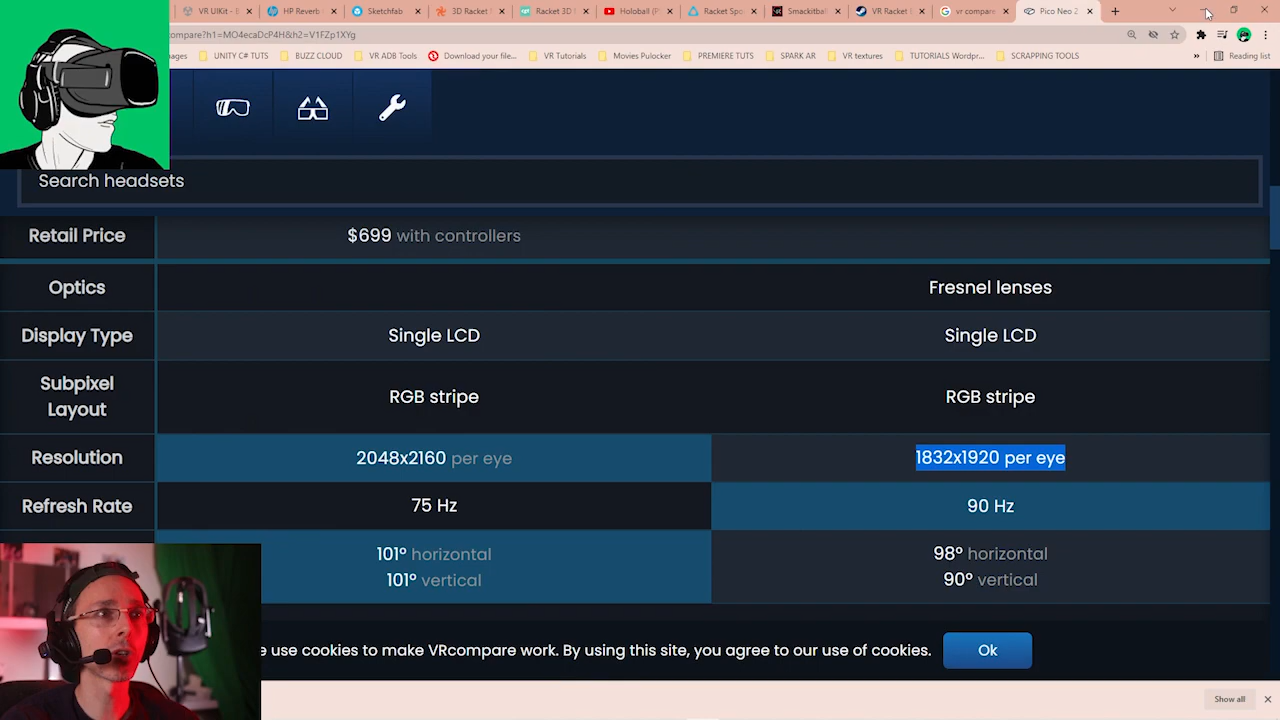 VR UIKit - B
HP Reverb
Sketchfab
3D Racket
Racket 3D
Holoball (P
Racket Spo
Smackitbal
VR Racket
vr compare
Pico Neo 2
compare?h1=MO4ecaDcP4H&h2=V1FZp1XYg
ages
UNITY C# TUTS
BUZZ CLOUD
VR ADB Tools
Download your file...
VR Tutorials
Movies Pulocker
PREMIERE TUTS
SPARK AR
VR textures
TUTORIALS Wordpr...
SCRAPPING TOOLS
»
Reading list
Search headsets
Retail Price
$699 with controllers
Optics
Fresnel lenses
Display Type
Single LCD
Single LCD
Subpixel
Layout
RGB stripe
RGB stripe
Resolution
2048x2160 per eye
1832x1920 per eye
Refresh Rate
75 Hz
90 Hz
101° horizontal
101° vertical
98° horizontal
90° vertical
e use cookies to make VRcompare work. By using this site, you agree to our use of cookies.
Ok
Show all